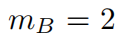 m_B = 2